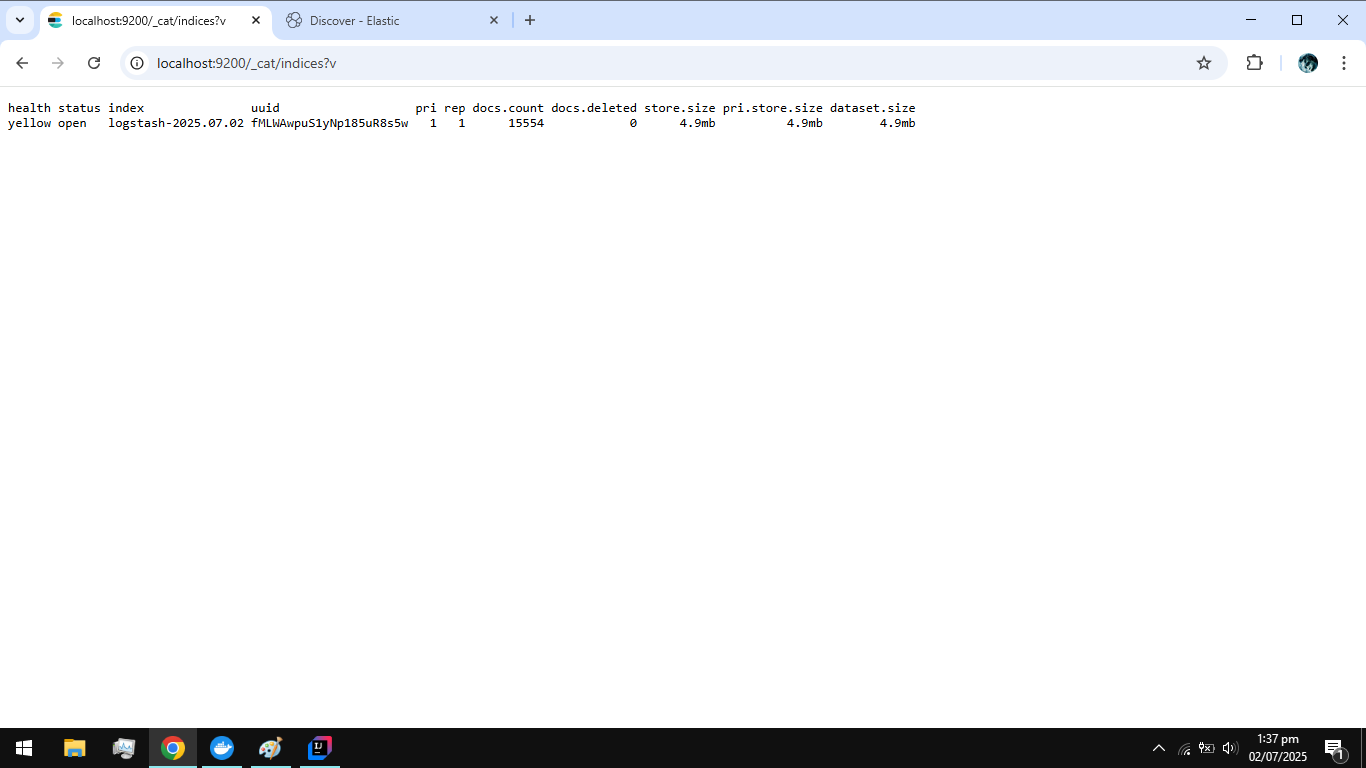 localhost:9200/_cat/indices?v
Discover - Elastic
localhost:9200/_cat/indices?v
health status index uuid pri rep docs.count docs.deleted store.size pri.store.size dataset.size
yellow open logstash-2025.07.02 fMLWAwpuS1yNp185uR8s5w 1 1 15554 0 4.9mb 4.9mb 4.9mb
IJ
1:37 pm
02/07/2025
1